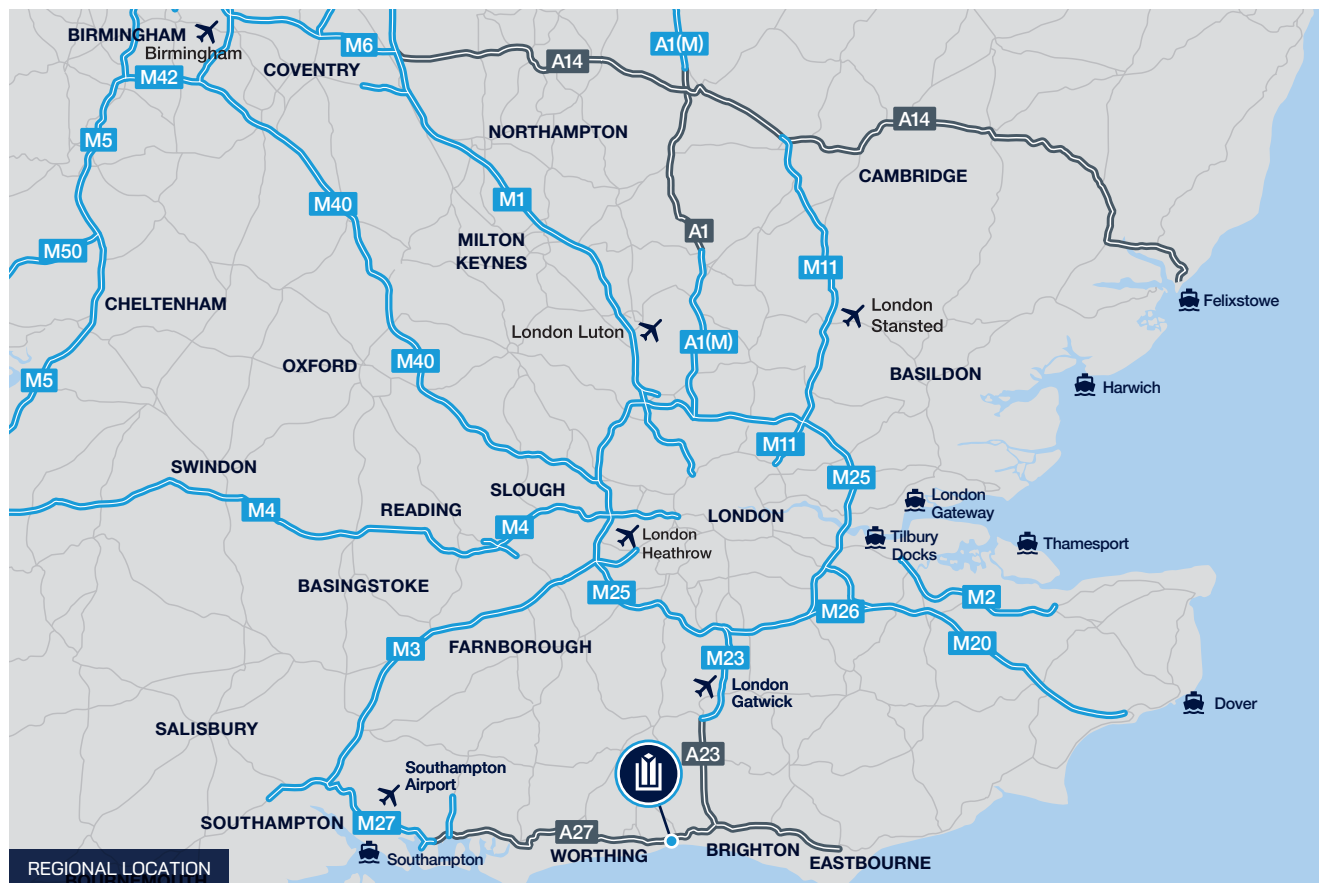 BIRMINGHAM
Birmingham
M6
A1(M)
COVENTRY
A14
M42
A14
M5
NORTHAMPTON
CAMBRIDGE
M40
M1
A1
MILTON
KEYNES
M50
M11
CHELTENHAM
London
Stansted
Felixstowe
London Luton
A1(M)
OXFORD
M40
M5
BASILDON
Harwich
M11
SWINDON
M25
SLOUGH
London
Gateway
M4
READING
M4
LONDON
London
Heathrow
Tilbury
Docks
Thamesport
BASINGSTOKE
M25
M26
M2
M3
FARNBOROUGH
M20
M23
London
Gatwick
Dover
SALISBURY
A23
Southampton
Airport
SOUTHAMPTON
M27
A27
WORTHING
BRIGHTON
EASTBOURNE
Southampton
REGIONAL LOCATION
BOURNEMOUTH